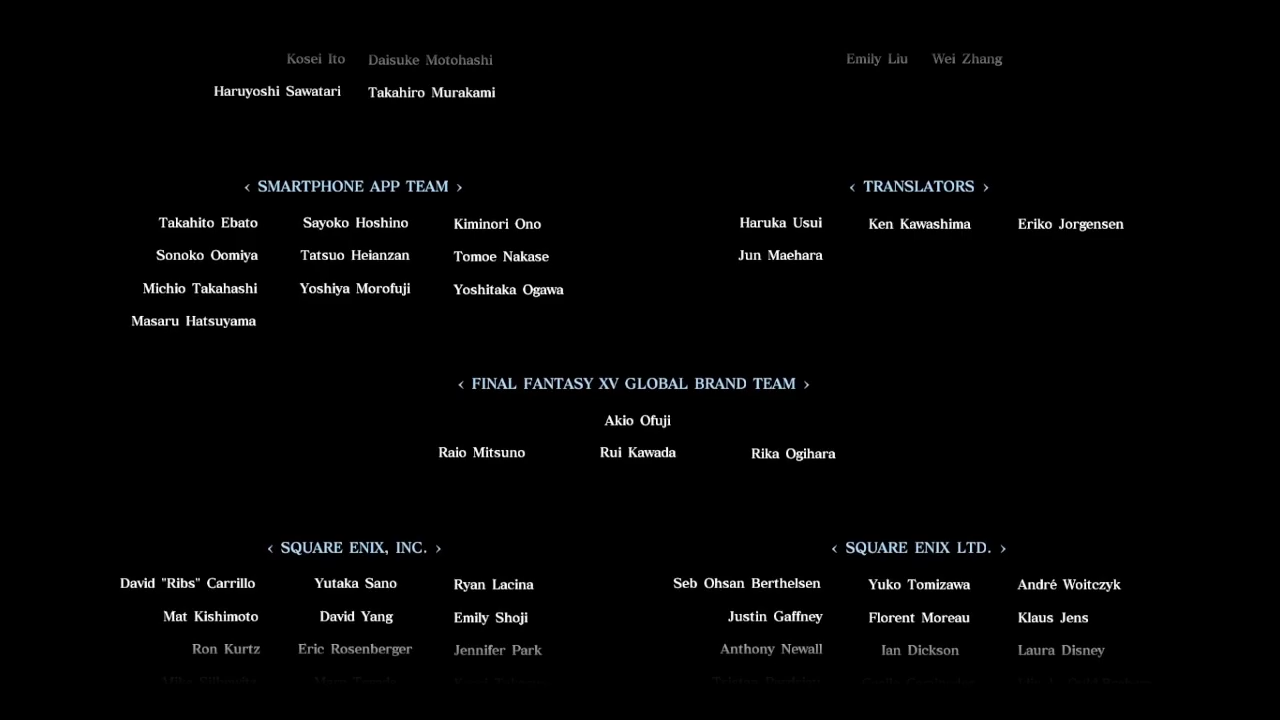 Kosei Ito Daisuke Motohashi
Haruyoshi Sawatari Takahiro Murakami
Emily Liu Wei Zhang
‹ SMARTPHONE APP TEAM ›
Takahito Ebato Sayoko Hoshino Kiminori Ono
Sonoko Oomiya Tatsuo Heianzan Tomoe Nakase
Michio Takahashi Yoshiya Morofuji Yoshitaka Ogawa
Masaru Hatsuyama
‹ TRANSLATORS ›
Haruka Usui Ken Kawashima Eriko Jorgensen
Jun Maehara
‹ FINAL FANTASY XV GLOBAL BRAND TEAM ›
Akio Ofuji
Raio Mitsuno Rui Kawada Rika Ogihara
‹ SQUARE ENIX, INC. ›
David "Ribs" Carrillo Yutaka Sano Ryan Lacina
Mat Kishimoto David Yang Emily Shoji
Ron Kurtz Eric Rosenberger Jennifer Park
‹ SQUARE ENIX LTD. ›
Seb Ohsan Berthelsen Yuko Tomizawa André Woitczyk
Justin Gaffney Florent Moreau Klaus Jens
Anthony Newall Ian Dickson Laura Disney